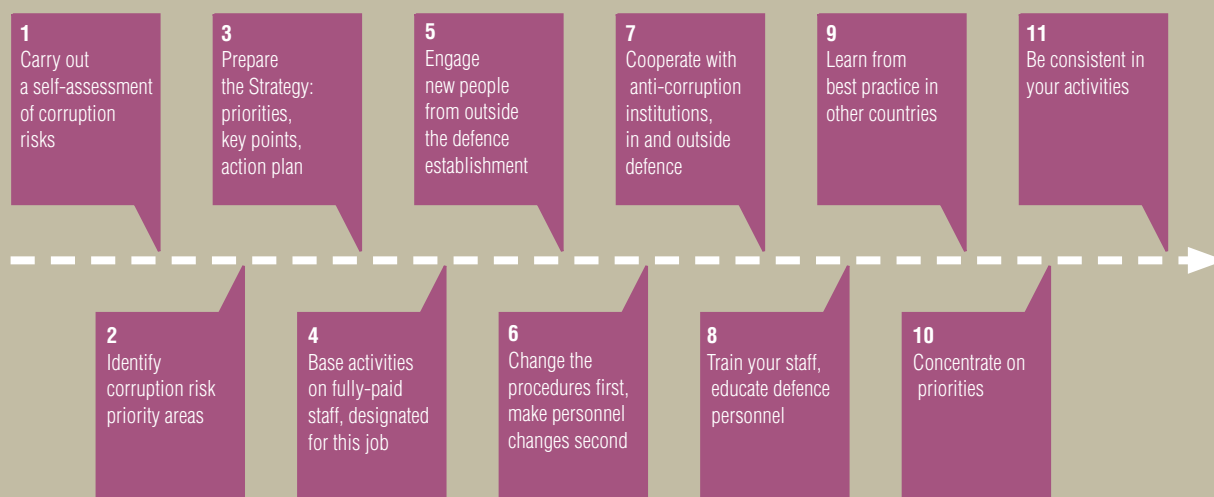 1
Carry out
a self-assessment
of corruption
risks
2
Identify
corruption risk
priority areas
3
Prepare
the Strategy:
priorities,
key points,
action plan
4
Base activities
on fully-paid
staff, designated
for this job
5
Engage
new people
from outside
the defence
establishment
6
Change the
procedures first,
make personnel
changes second
7
Cooperate with
anti-corruption
institutions,
in and outside
defence
8
Train your staff,
educate defence
personnel
9
Learn from
best practice in
other countries
10
Concentrate on
priorities
11
Be consistent in
your activities